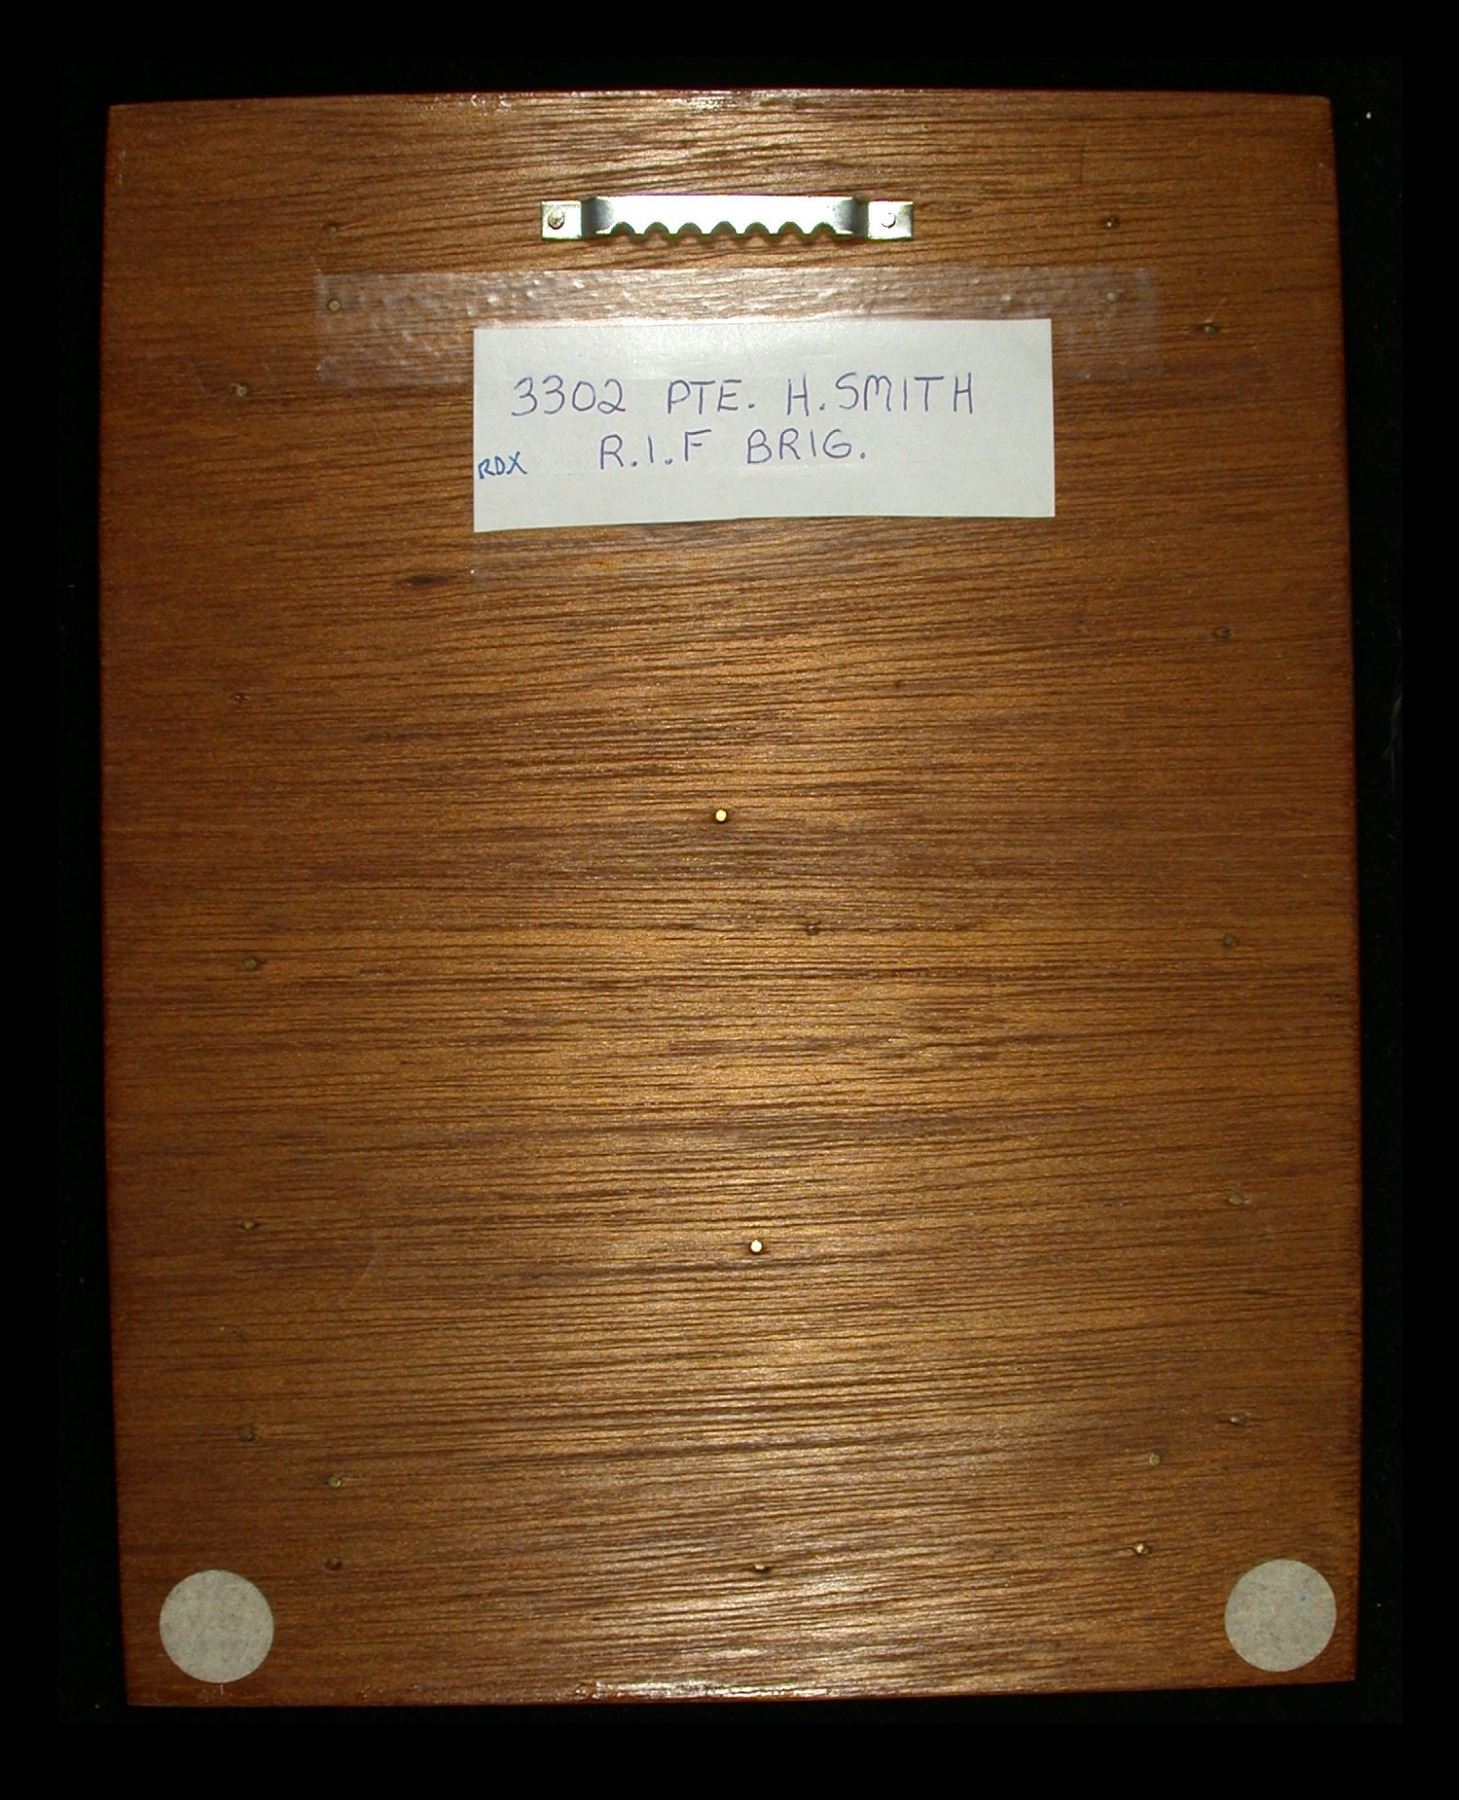 3302 PTE. H. SMITH
R.I.F BRIG.
RDX